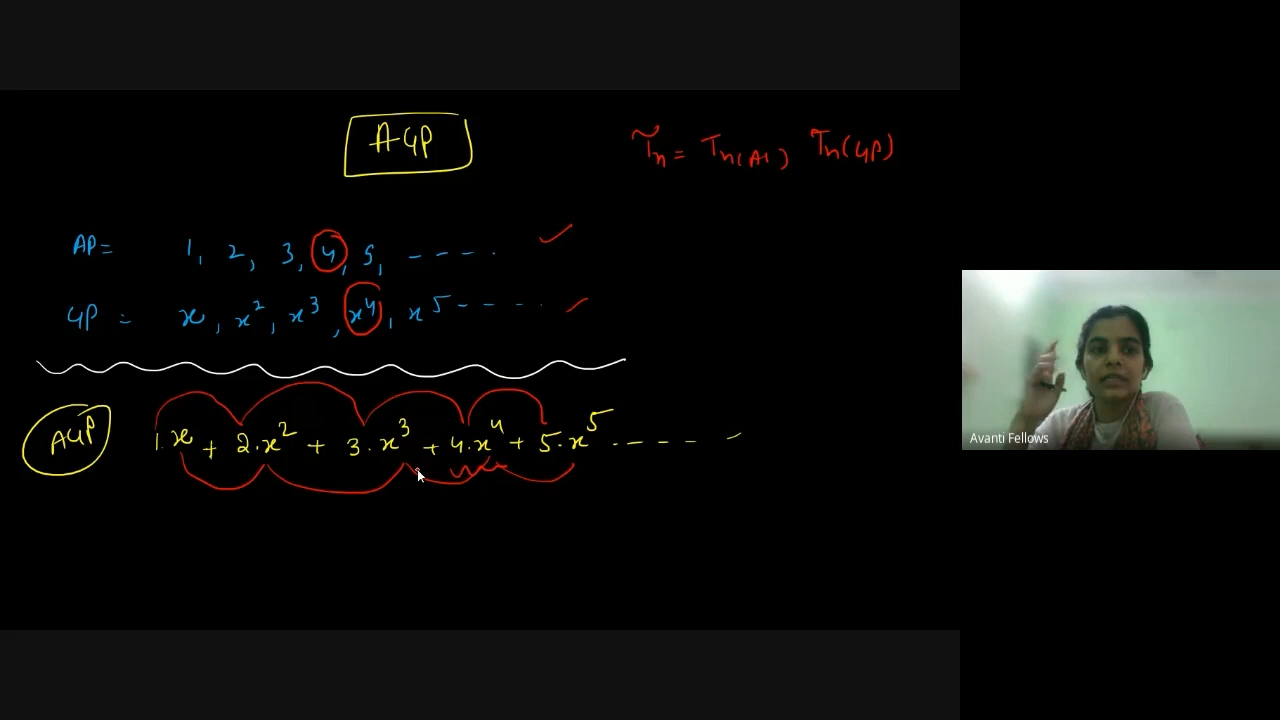 AGP
T̃n = Tn(AP) Tn(GP)
AP= 1, 2, 3, 4, 5, ----.
GP = x, x², x³, x⁴, x⁵ ----.
AGP 1.x + 2.x² + 3.x³ + 4.x⁴ + 5.x⁵ ----
Avanti Fellows